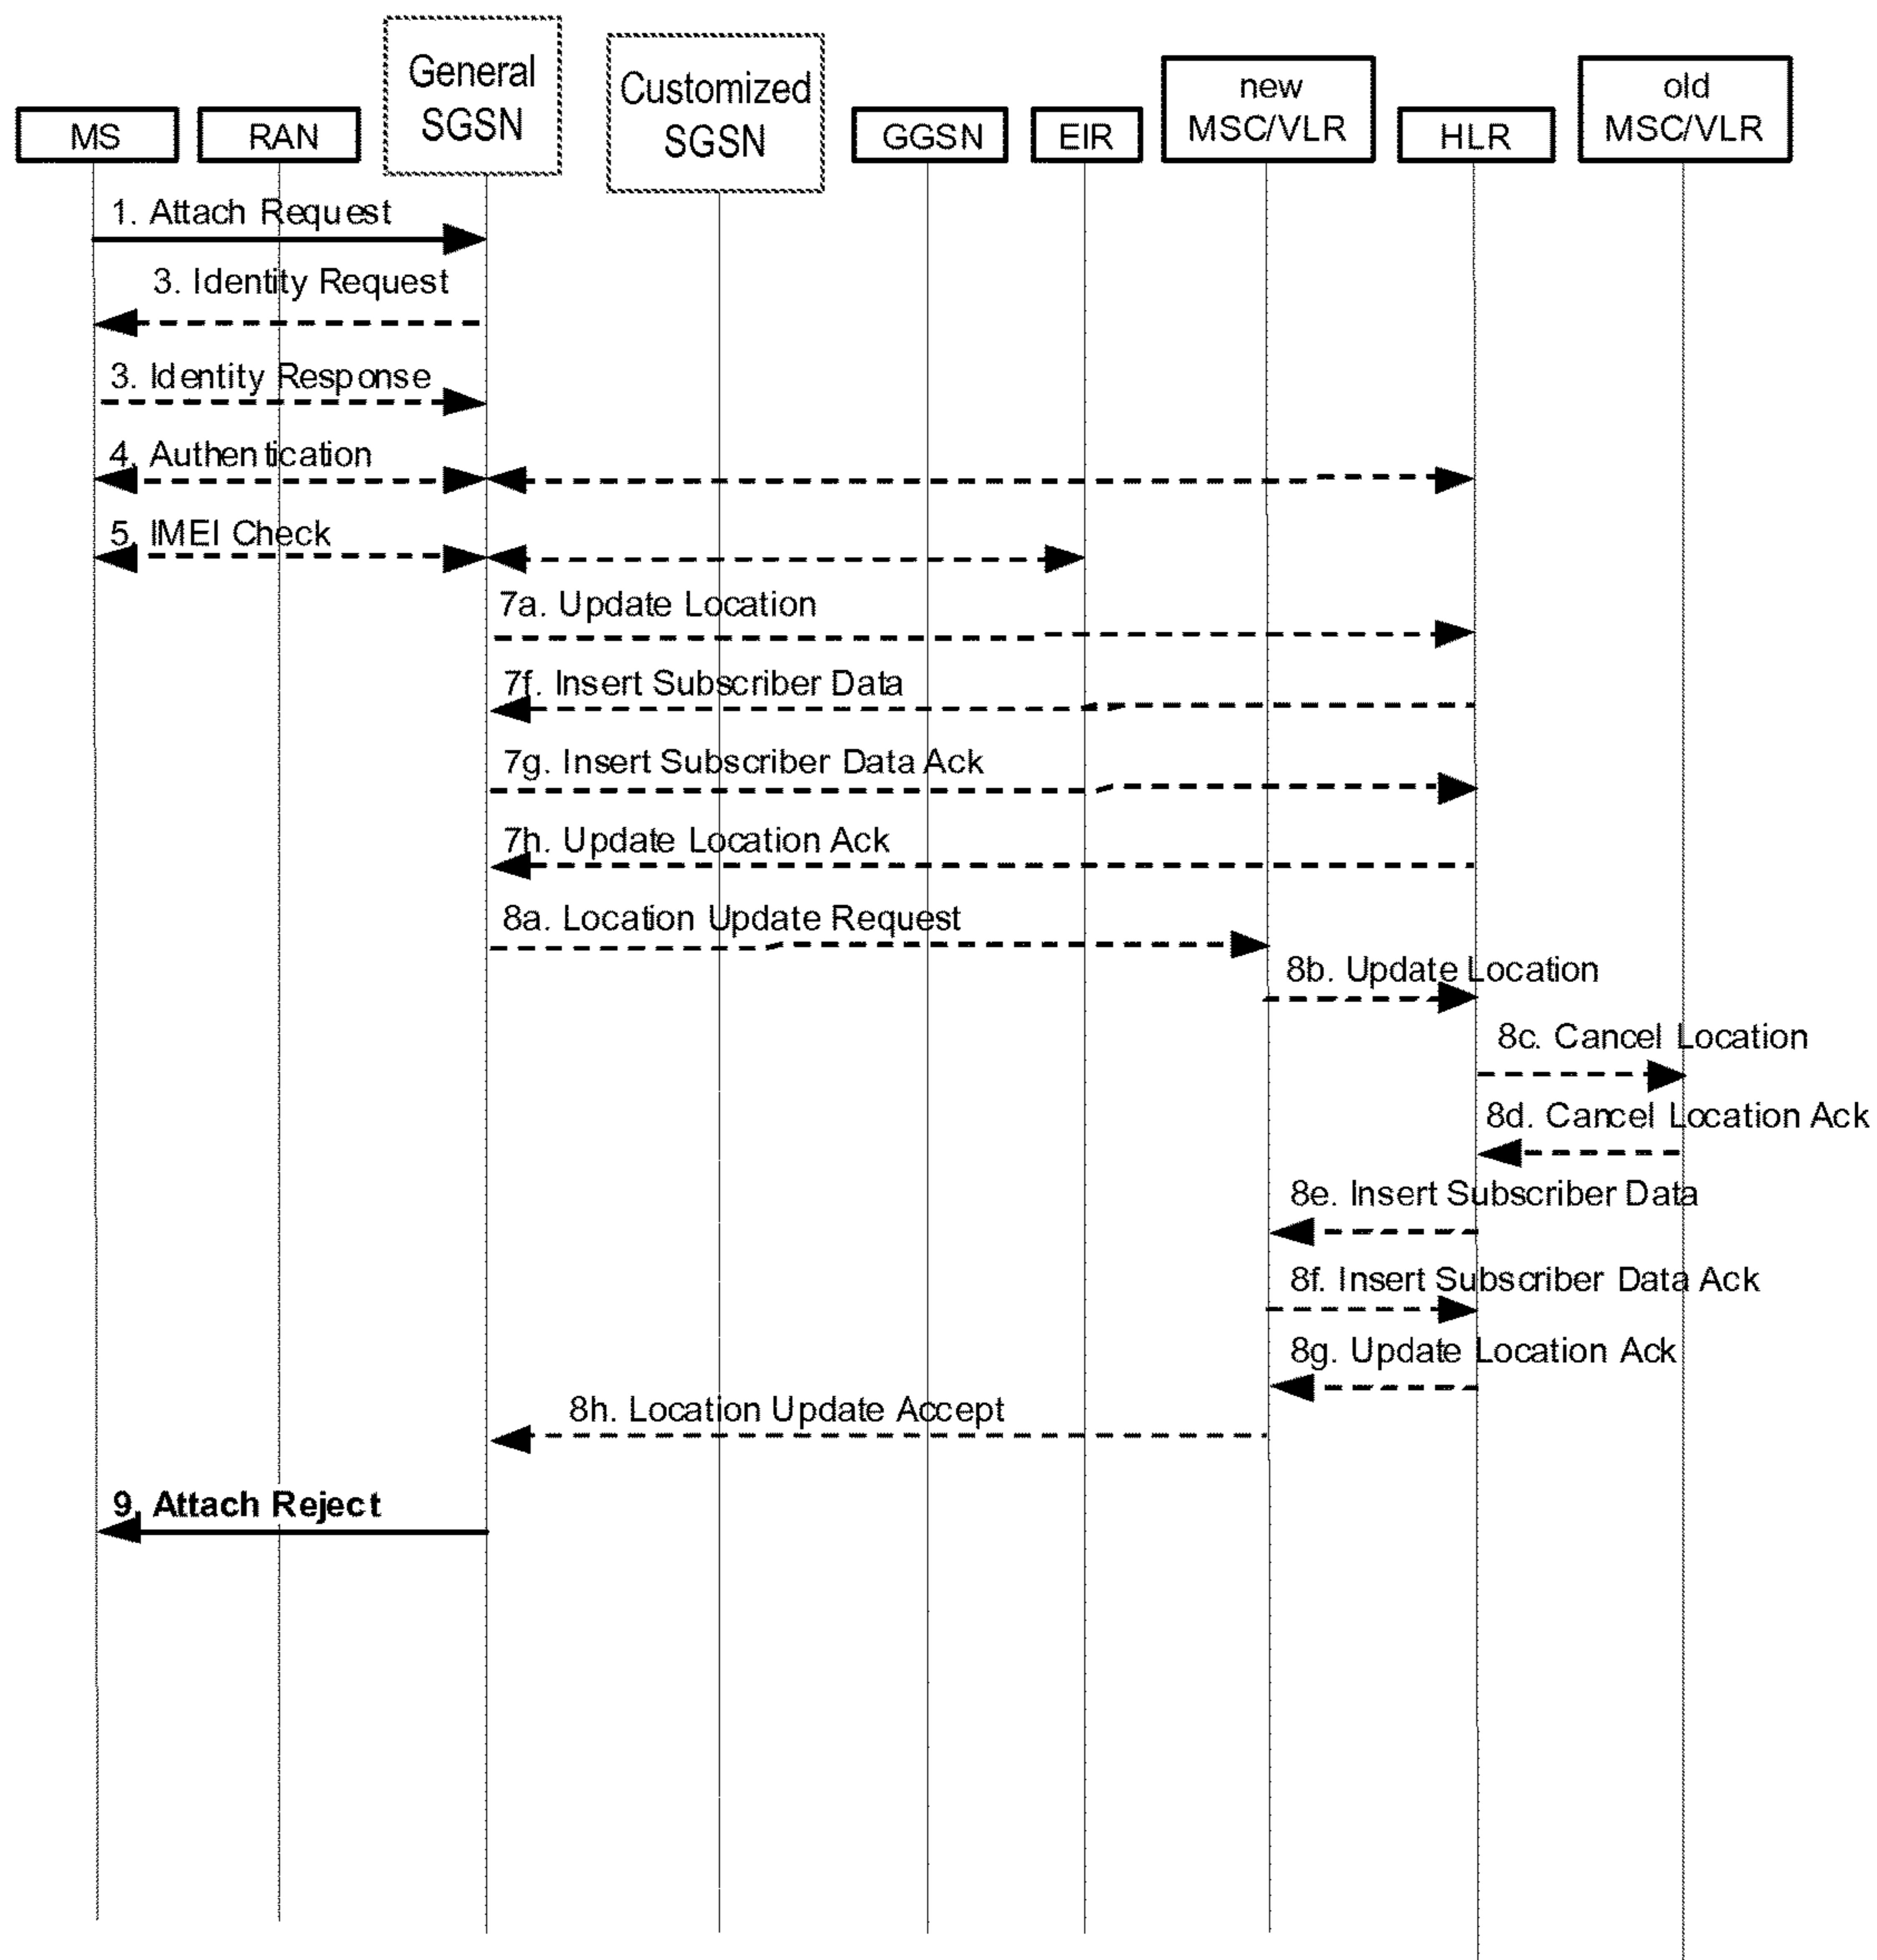 General
SGSN
Customized
SGSN
new
MSC/VLR
old
MSC/VLR
MS
RAN
GGSN
EIR
HLR
1. Attach Request
3. Identity Request
3. Identity Response
4. Authentication
5. IMEI Check
7a. Update Location
7f. Insert Subscriber Data
7g. Insert Subscriber Data Ack
7h. Update Location Ack
8a. Location Update Request
8b. Update Location
8c. Cancel Location
8d. Cancel Location Ack
8e. Insert Subscriber Data
8f. Insert Subscriber Data Ack
8g. Update Location Ack
8h. Location Update Accept
9. Attach Reject